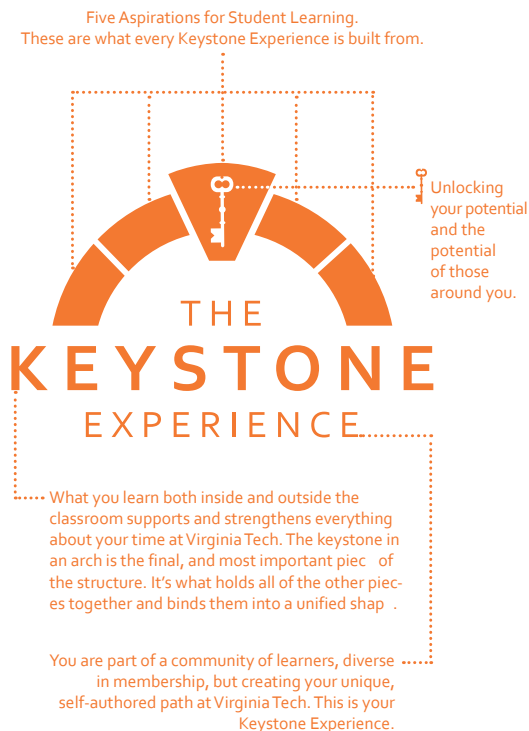 Five Aspirations for Student Learning.
These are what every Keystone Experience is built from.
Unlocking
your potential
and the
potential
of those
around you.
THE
KEYSTONE
EXPERIENCE
What you learn both inside and outside the
classroom supports and strengthens everything
about your time at Virginia Tech. The keystone in
an arch is the final, and most important piec of
the structure. It's what holds all of the other piec-
es together and binds them into a unified shap .
You are part of a community of learners, diverse
in membership, but creating your unique,
self-authored path at Virginia Tech. This is your
Keystone Experience.